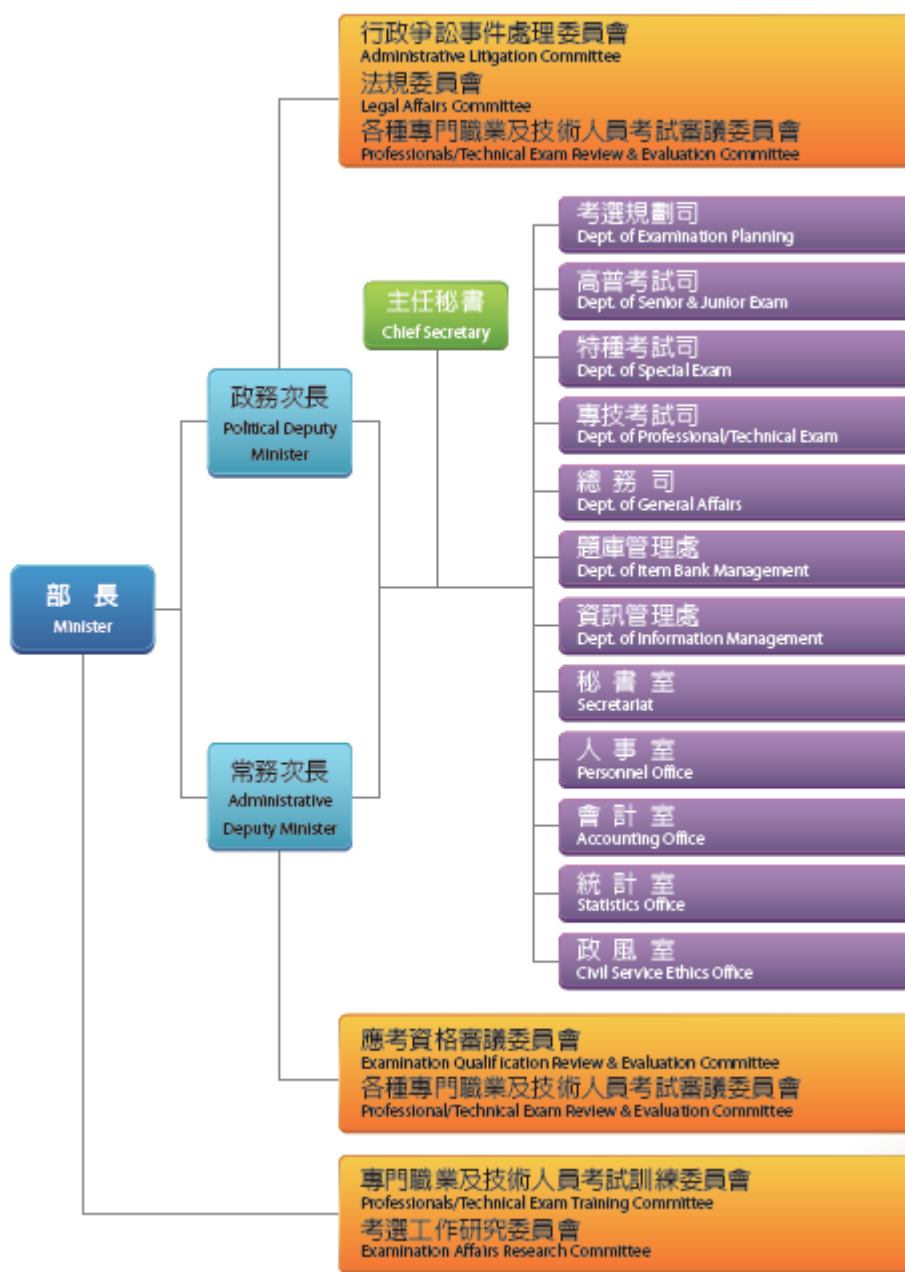 行政爭訟事件處理委員會
Administrative Litigation Committee
法規委員會
Legal Affairs Committee
各種專門職業及技術人員考試審議委員會
Professionals/Technical Exam Review & Evaluation Committee
考選規劃司
Dept. of Examination Planning
高普考試司
Dept. of Senior & Junior Exam
主任秘書
Chief Secretary
特種考試司
Dept. of Special Exam
政務次長
Political Deputy
Minister
專技考試司
Dept. of Professional/Technical Exam
總務司
Dept. of General Affairs
題庫管理處
Dept. of Item Bank Management
部長
Minister
資訊管理處
Dept. of Information Management
秘書室
Secretariat
人事室
Personnel Office
常務次長
Administrative
Deputy Minister
會計室
Accounting Office
統計室
Statistics Office
政風室
Civil Service Ethics Office
應考資格審議委員會
Examination Qualification Review & Evaluation Committee
各種專門職業及技術人員考試審議委員會
Professional/Technical Exam Review & Evaluation Committee
專門職業及技術人員考試訓練委員會
Professionals/Technical Exam Training Committee
考選工作研究委員會
Examination Affairs Research Committee